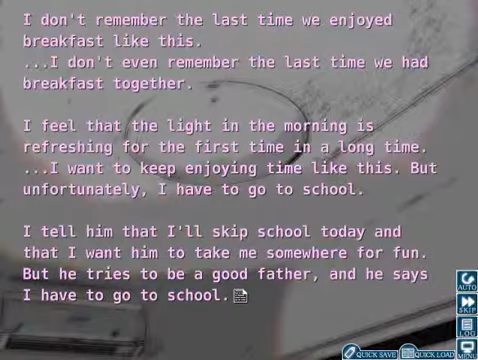 I don't remember the last time we enjoyed
breakfast like this.
...I don't even remember the last time we had
breakfast together.
I feel that the light in the morning is
refreshing for the first time in a long time.
...I want to keep enjoying time like this. But
unfortunately, I have to go to school.
I tell him that I'll skip school today and
that I want him to take me somewhere for fun.
But he tries to be a good father, and he says
I have to go to school.
AUTO
SKIP
LOG
QUICK SAVE QUICK LOAD MENU